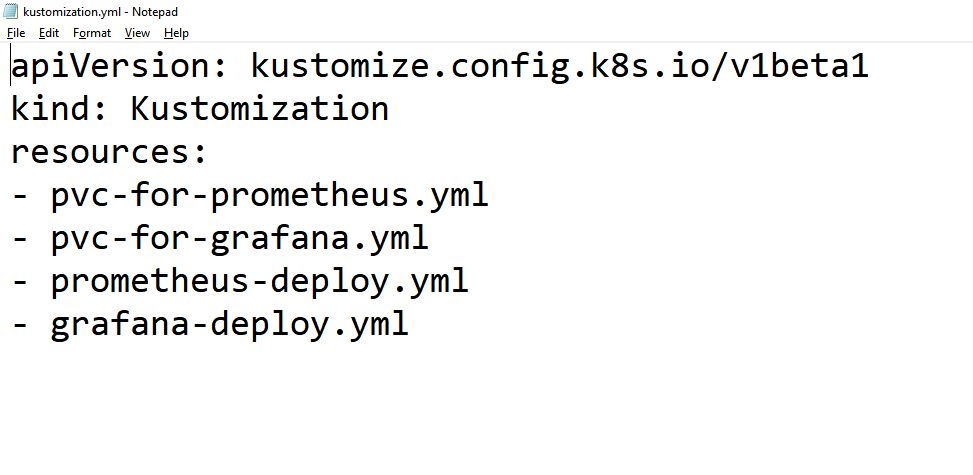 kustomization.yml - Notepad
File Edit Format View Help
apiVersion: kustomize.config.k8s.io/v1beta1
kind: Kustomization
resources:
- pvc-for-prometheus.yml
- pvc-for-grafana.yml
- prometheus-deploy.yml
- grafana-deploy.yml